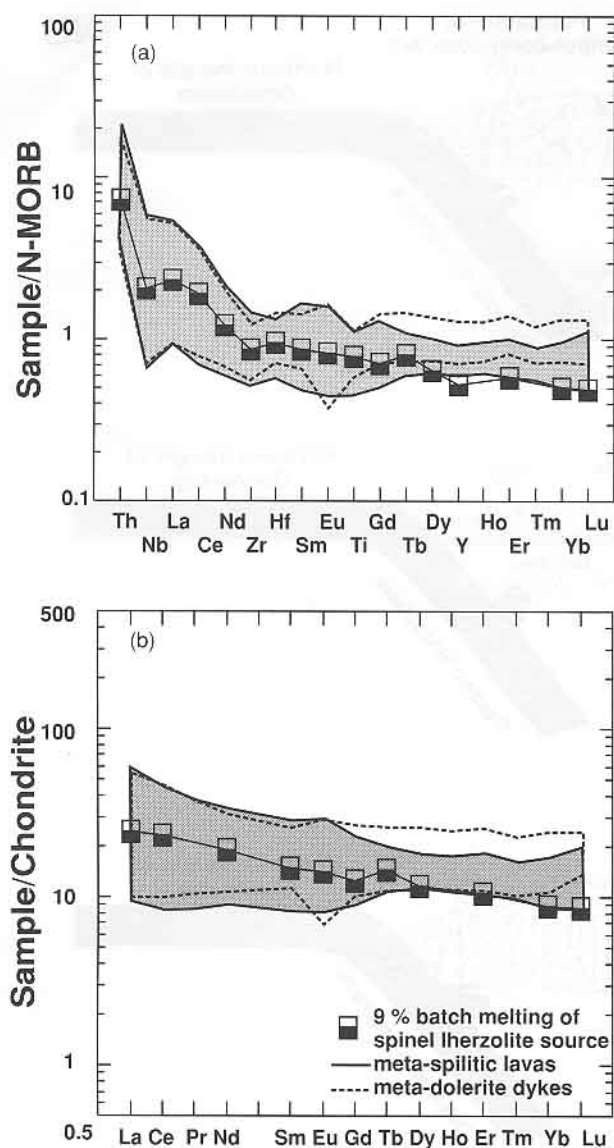 100
(a)
10
1
0.1
Sample/N-MORB
Th La Nd Hf Eu Gd Dy Ho Tm Lu
Nb Ce Zr Sm Ti Tb Y Er Yb
500
(b)
100
10
1
0.5
Sample/Chondrite
9 % batch melting of
spinel lherzolite source
meta-spilitic lavas
meta-dolerite dykes
La Ce Pr Nd Sm Eu Gd Tb Dy Ho Er Tm Yb Lu